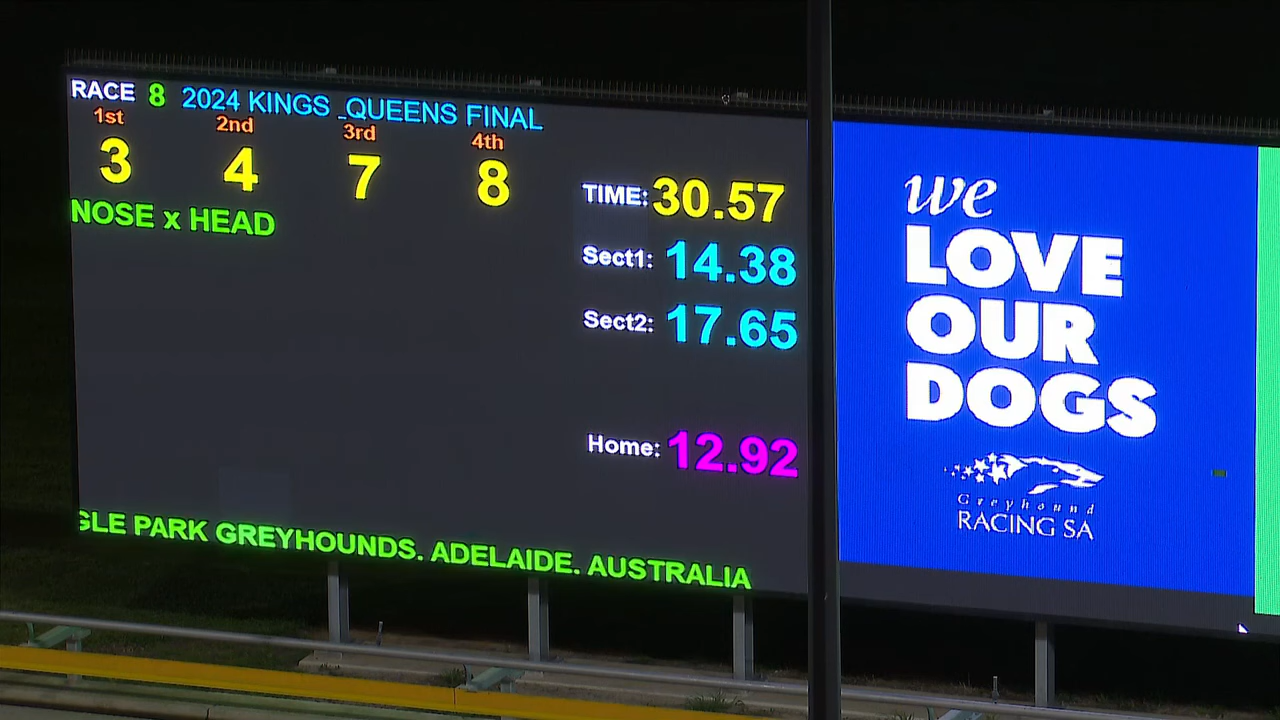 RACE 8 2024 KINGS _QUEENS FINAL
1st 2nd 3rd 4th
3 4 7 8
NOSE x HEAD
TIME: 30.57
Sect1: 14.38
Sect2: 17.65
Home: 12.92
GLE PARK GREYHOUNDS. ADELAIDE. AUSTRALIA
we
LOVE
OUR
DOGS
Greyhound
RACING SA